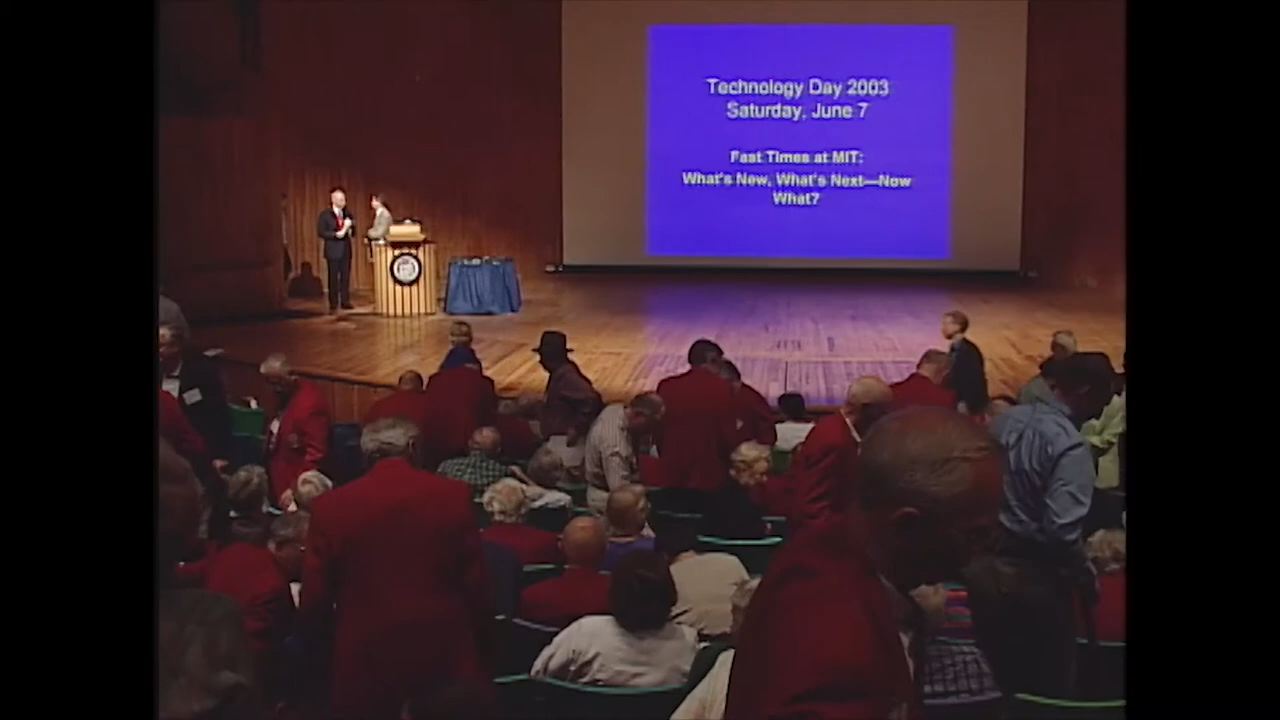 Technology Day 2003
Saturday, June 7
Fast Times at MIT:
What's New, What's Next—Now
What?